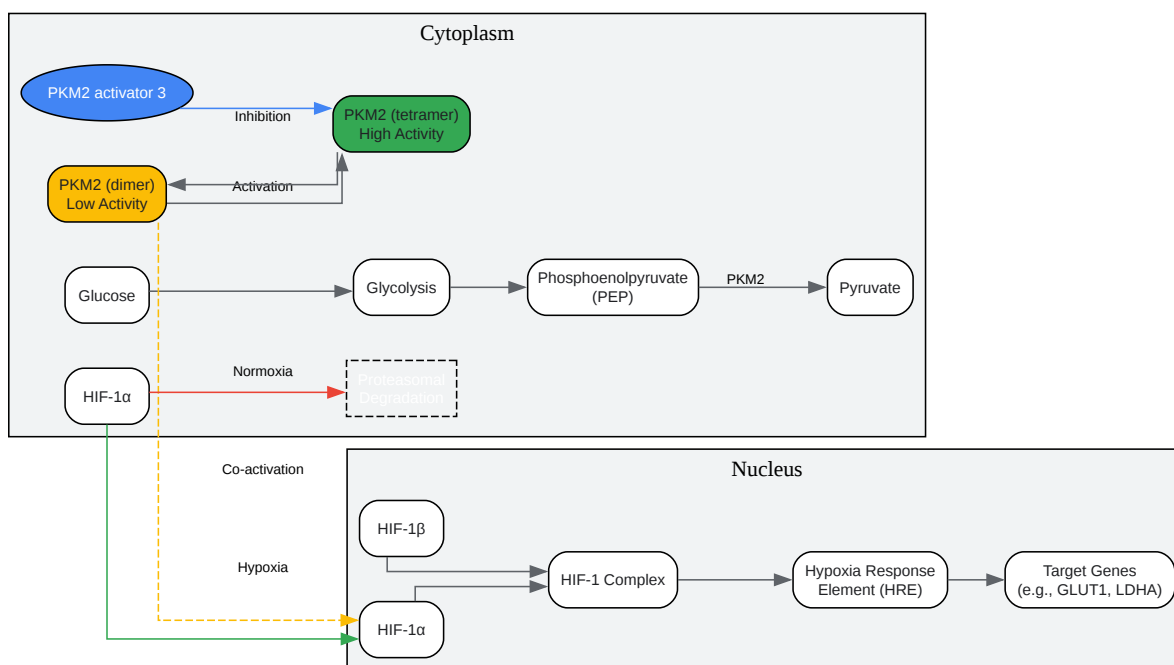 Cytoplasm
PKM2 activator 3
Inhibition
PKM2 (tetramer)
High Activity
PKM2 (dimer)
Low Activity
Activation
Glucose
Glycolysis
Phosphoenolpyruvate
(PEP)
PKM2
Pyruvate
HIF-1α
Normoxia
Proteasomal
Degradation
Co-activation
Hypoxia
Nucleus
HIF-1β
HIF-1α
HIF-1 Complex
Hypoxia Response
Element (HRE)
Target Genes
(e.g., GLUT1, LDHA)